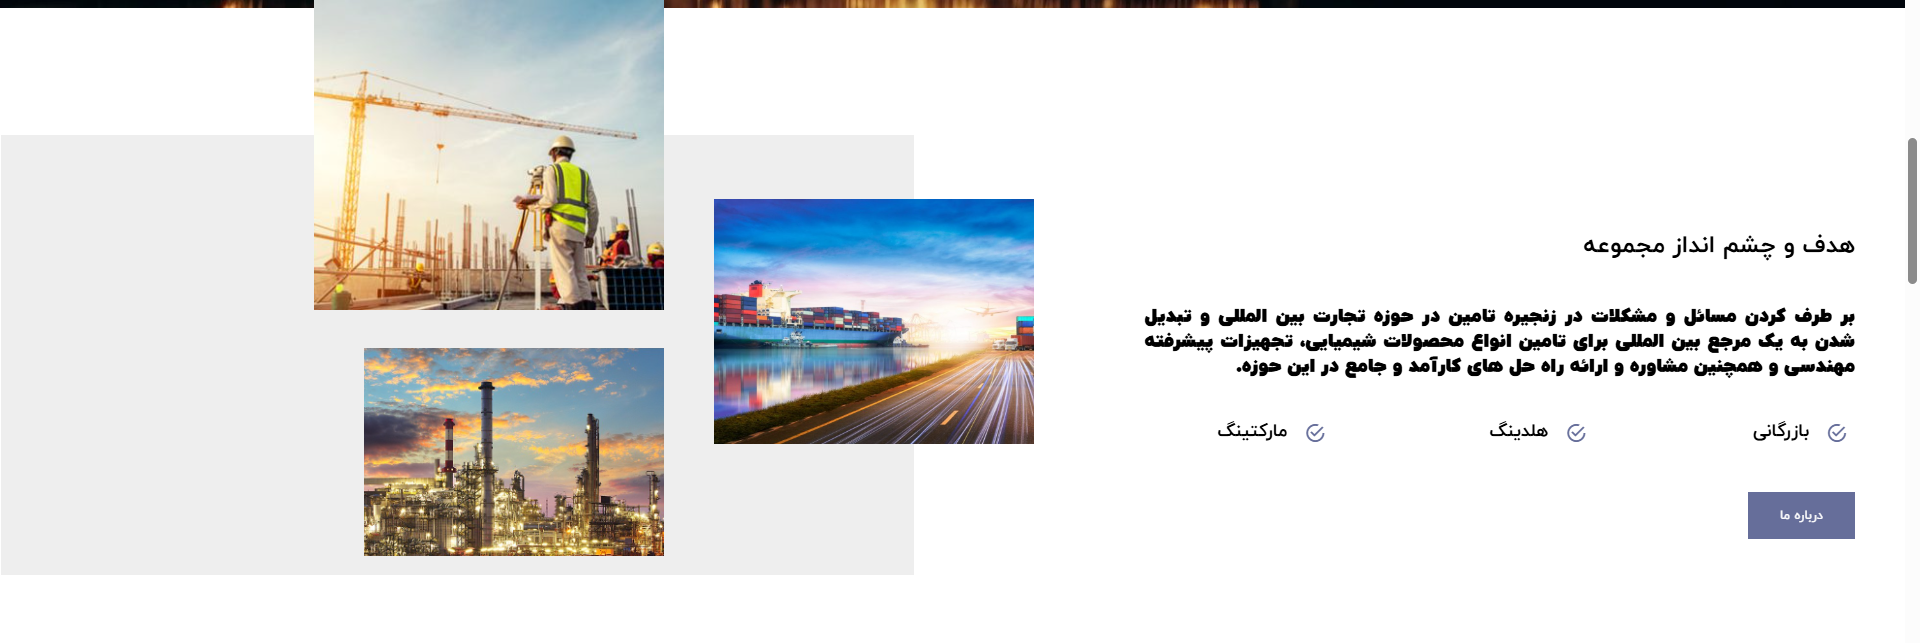 هدف و چشم انداز مجموعه
بر طرف کردن مسائل و مشکلات در زنجیره تامین در حوزه تجارت بین المللی و تبدیل
شدن به یک مرجع بین المللی برای تامین انواع محصولات شیمیایی، تجهیزات پیشرفته
مهندسی و همچنین مشاوره و ارائه راه حل های کارآمد و جامع در این حوزه.
بازرگانی
هلدینگ
مارکتینگ
درباره ما